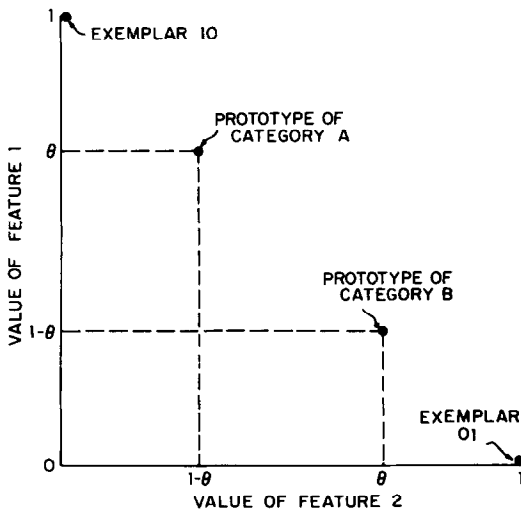 1
EXEMPLAR 10
PROTOTYPE OF
CATEGORY A
θ
VALUE OF FEATURE 1
PROTOTYPE OF
CATEGORY B
1-θ
EXEMPLAR
01
0
0
1-θ
θ
1
VALUE OF FEATURE 2